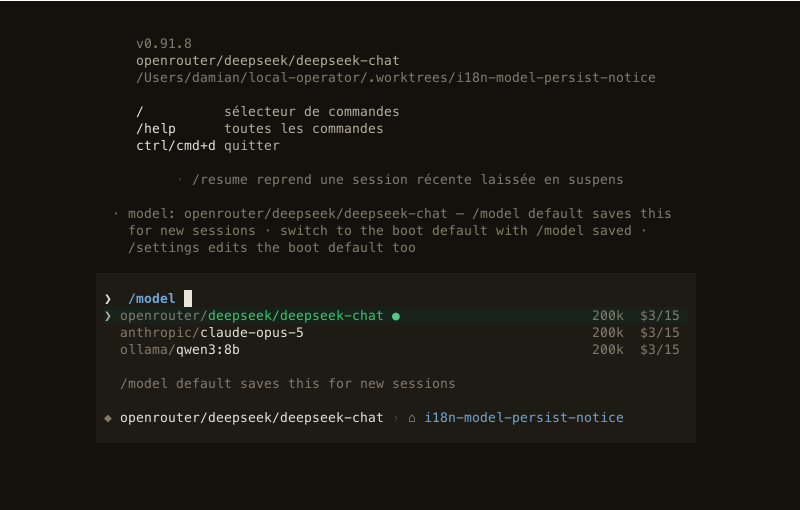 v0.91.8
openrouter/deepseek/deepseek-chat
/Users/damian/local-operator/.worktrees/i18n-model-persist-notice
/ sélecteur de commandes
/help toutes les commandes
ctrl/cmd+d quitter
· /resume reprend une session récente laissée en suspens
· model: openrouter/deepseek/deepseek-chat — /model default saves this
for new sessions · switch to the boot default with /model saved ·
/settings edits the boot default too
❯ /model
❯ openrouter/deepseek/deepseek-chat ● 200k $3/15
anthropic/claude-opus-5 200k $3/15
ollama/qwen3:8b 200k $3/15
/model default saves this for new sessions
◆ openrouter/deepseek/deepseek-chat › ⌂ i18n-model-persist-notice